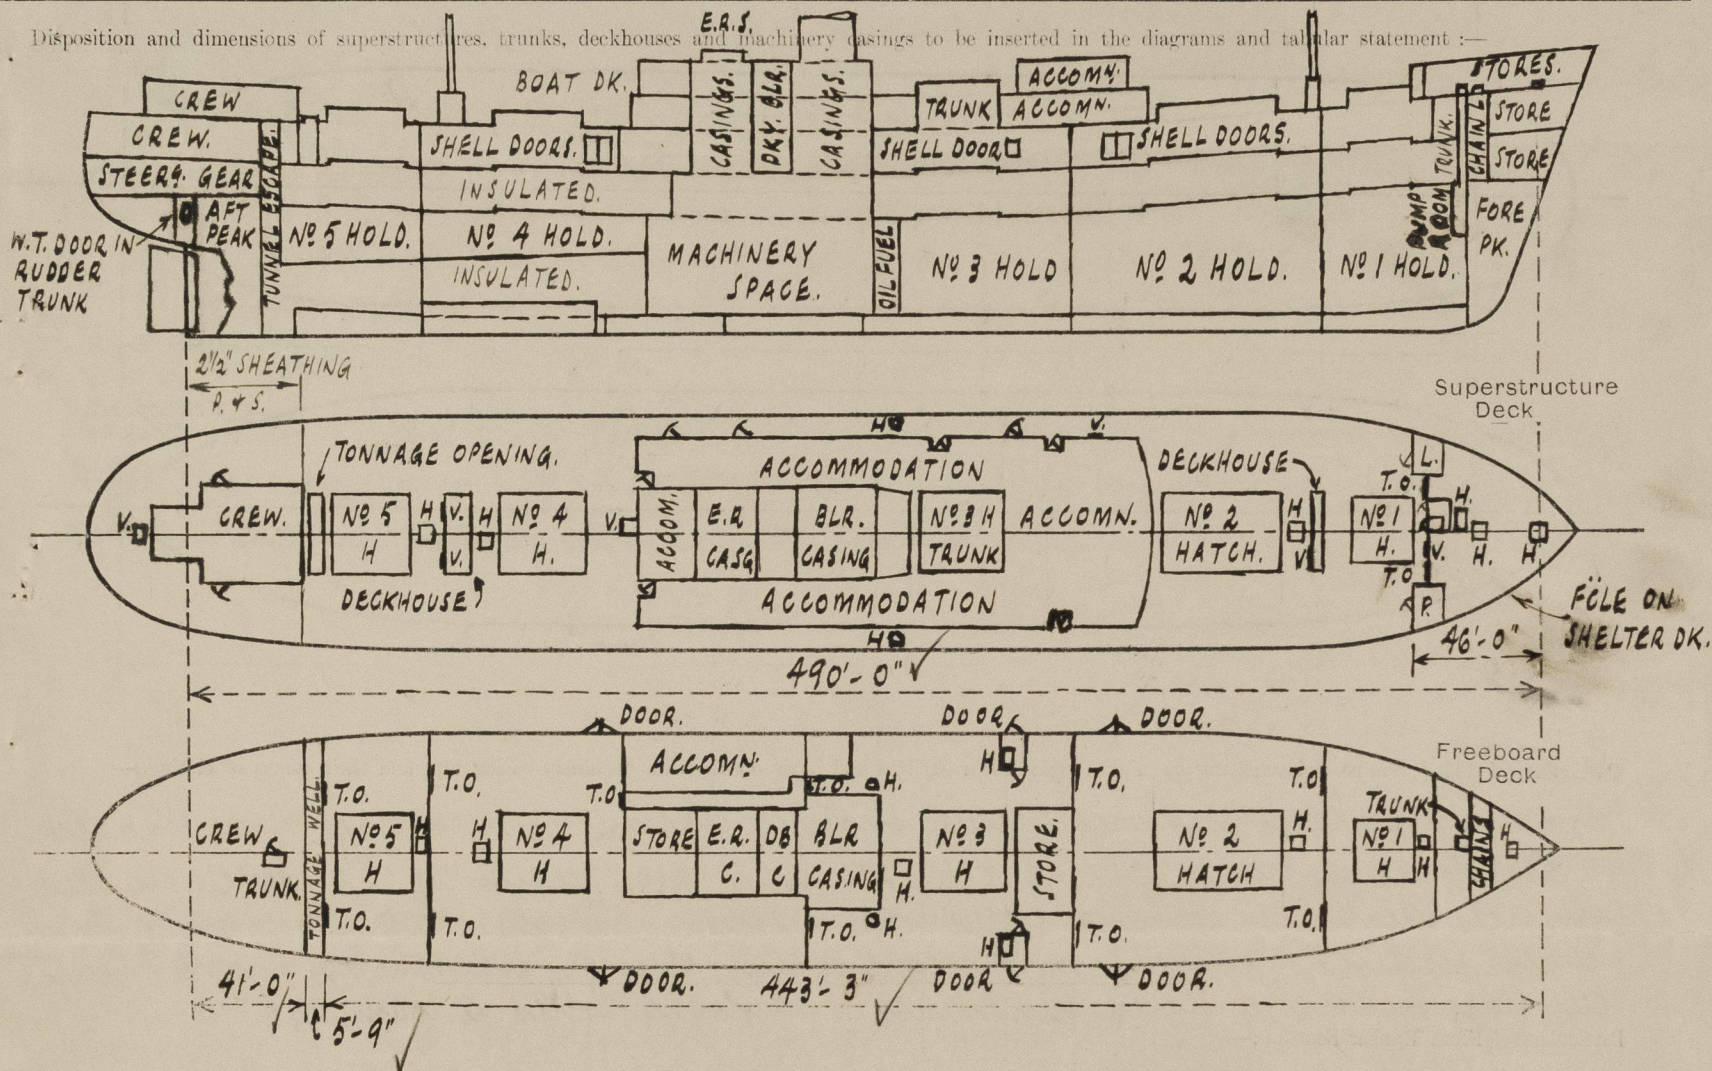 Disposition and dimensions of superstructures, trunks, deckhouses and machinery casings to be inserted in the diagrams and tabular statement :—
E.R.S.
BOAT DK.
CREW
CREW.
STEERG. GEAR
AFT PEAK
W.T. DOOR IN
RUDDER
TRUNK
TUNNEL ESCAPE.
SHELL DOORS.
INSULATED.
No 5 HOLD.
No 4 HOLD.
INSULATED.
CASINGS.
DKY. BLR.
CASINGS.
MACHINERY
SPACE.
OIL FUEL
TRUNK
ACCOMN.
ACCOMN.
SHELL DOOR
SHELL DOORS.
No 3 HOLD
No 2 HOLD.
No 1 HOLD.
PUMP ROOM
TRUNK.
CHAIN L
STORES.
STORE
STORE
FORE
PK.
2½" SHEATHING
P. & S.
Superstructure
Deck
TONNAGE OPENING.
V.
CREW.
No 5
H
H
V.
V.
H
DECKHOUSE
No 4
H.
V.
ACCOM.
ACCOMMODATION
E.R
CASG
BLR.
CASING
No 3 H
TRUNK
ACCOMN.
ACCOMMODATION
H
H
V.
DECKHOUSE
No 2
HATCH.
H
V
No 1
H.
T.O.
T.O
L.
P.
H.
V.
H.
H.
FCLE ON
SHELTER DK.
46'-0"
490'-0"
Freeboard
Deck
DOOR.
DOOR
DOOR.
CREW
TRUNK.
TONNAGE WELL.
T.O.
T.O.
No 5
H
H
T.O.
T.O.
H
No 4
H
T.O
ACCOMN.
STORE
E.R.
C.
DB
C
BLR
CASING
T.O.
H.
T.O.
H.
H.
No 3
H
H
H
STORE.
T.O.
T.O.
No 2
HATCH
H.
T.O
T.O.
No 1
H
H
TRUNK
CHAINS
H
DOOR.
DOOR
DOOR.
41'-0"
5'-9"
443'-3"